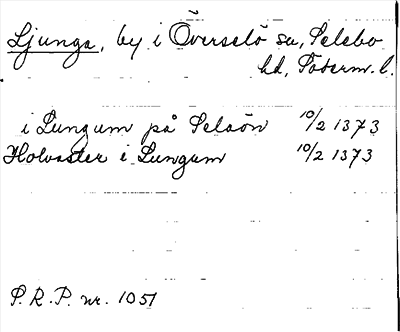 Ljunga, by i Överselö sn, Selebo
hd, Söderm. l.
i Lungum på Selaön 10/2 1373
Holvaster i Lungum 10/2 1373
P. R. P. nr. 1051